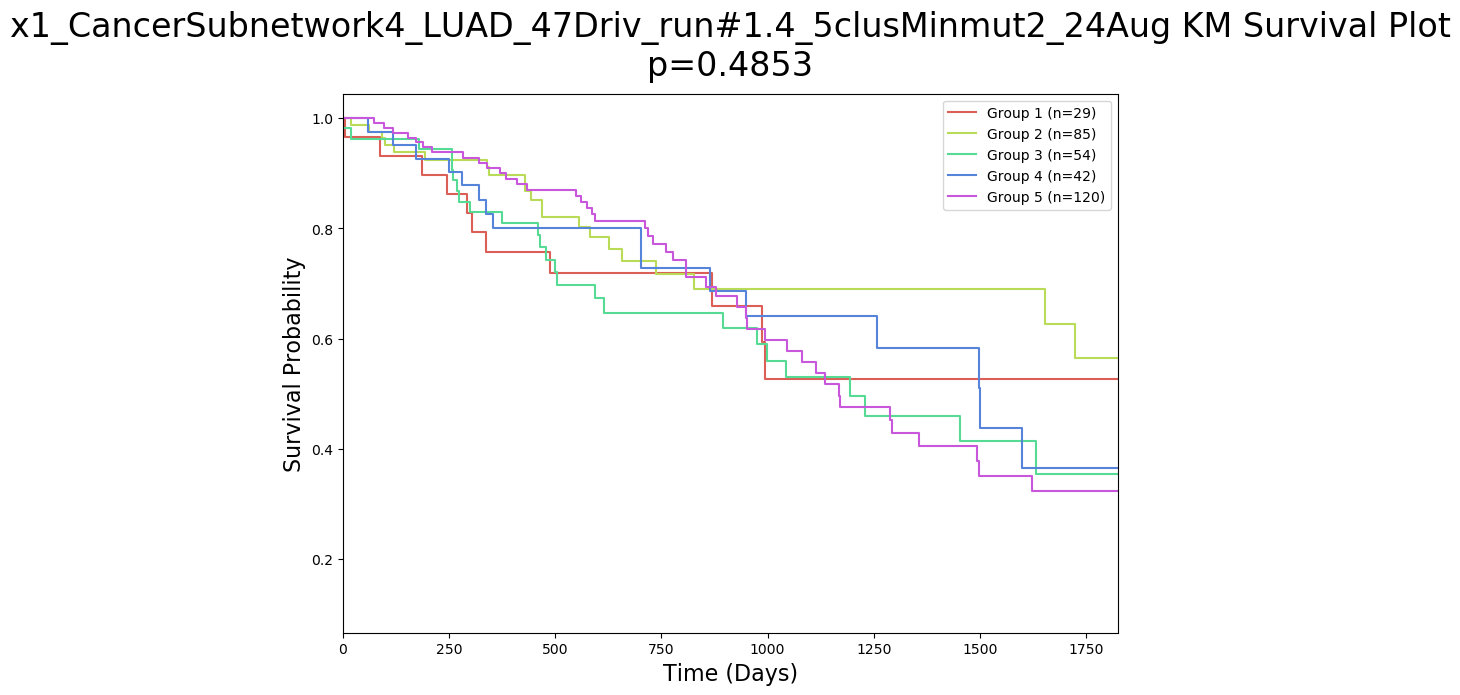 x1_CancerSubnetwork4_LUAD_47Driv_run#1.4_5clusMinmut2_24Aug KM Survival Plot
p=0.4853
Group 1 (n=29)
Group 2 (n=85)
Group 3 (n=54)
Group 4 (n=42)
Group 5 (n=120)
Survival Probability
1.0
0.8
0.6
0.4
0.2
0
250
500
750
1000
1250
1500
1750
Time (Days)